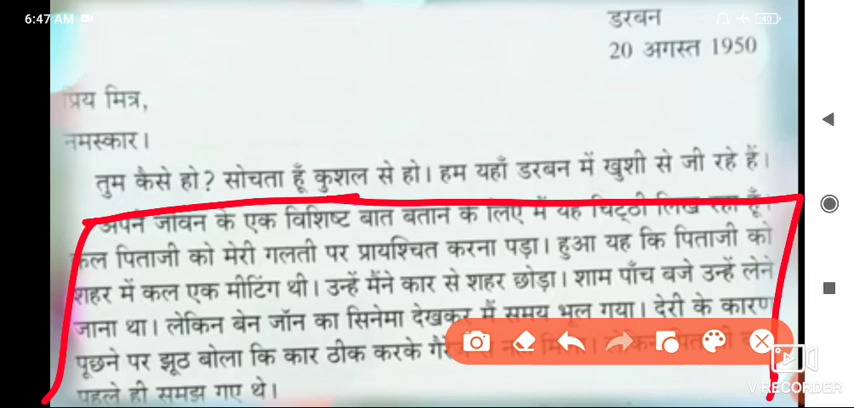 6:47 AM
40
डरबन
20 अगस्त 1950
प्रिय मित्र,
नमस्कार।
तुम कैसे हो? सोचता हूँ कुशल से हो। हम यहाँ डरबन में खुशी से जी रहे हैं।
अपने जीवन के एक विशिष्ट बात बताने के लिए मैं यह चिट्ठी लिख रहा हूँ।
कल पिताजी को मेरी गलती पर प्रायश्चित करना पड़ा। हुआ यह कि पिताजी को
शहर में कल एक मीटिंग थी। उन्हें मैंने कार से शहर छोड़ा। शाम पाँच बजे उन्हें लेने
जाना था। लेकिन बेन जॉन का सिनेमा देखकर मैं समय भूल गया। देरी के कारण
पूछने पर झूठ बोला कि कार ठीक करके
पहले ही समझ गए थे।
V RECORDER